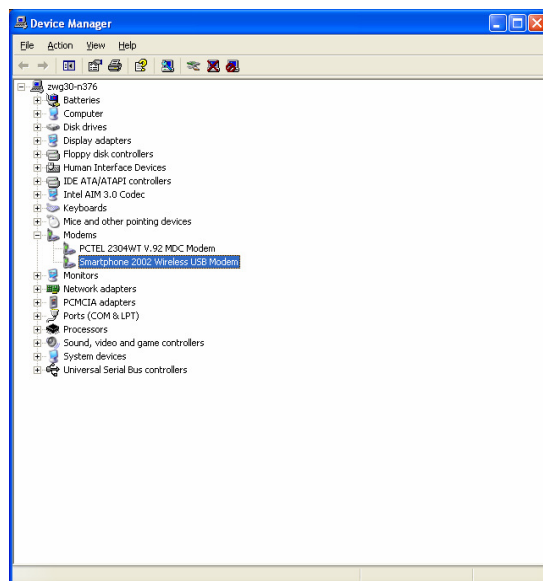 Device Manager
File Action View Help
zwg30-n376
Batteries
Computer
Disk drives
Display adapters
Floppy disk controllers
Human Interface Devices
IDE ATA/ATAPI controllers
Intel AIM 3.0 Codec
Keyboards
Mice and other pointing devices
Modems
PCTEL 2304WT V.92 MDC Modem
Smartphone 2002 Wireless USB Modem
Monitors
Network adapters
PCMCIA adapters
Ports (COM & LPT)
Processors
Sound, video and game controllers
System devices
Universal Serial Bus controllers